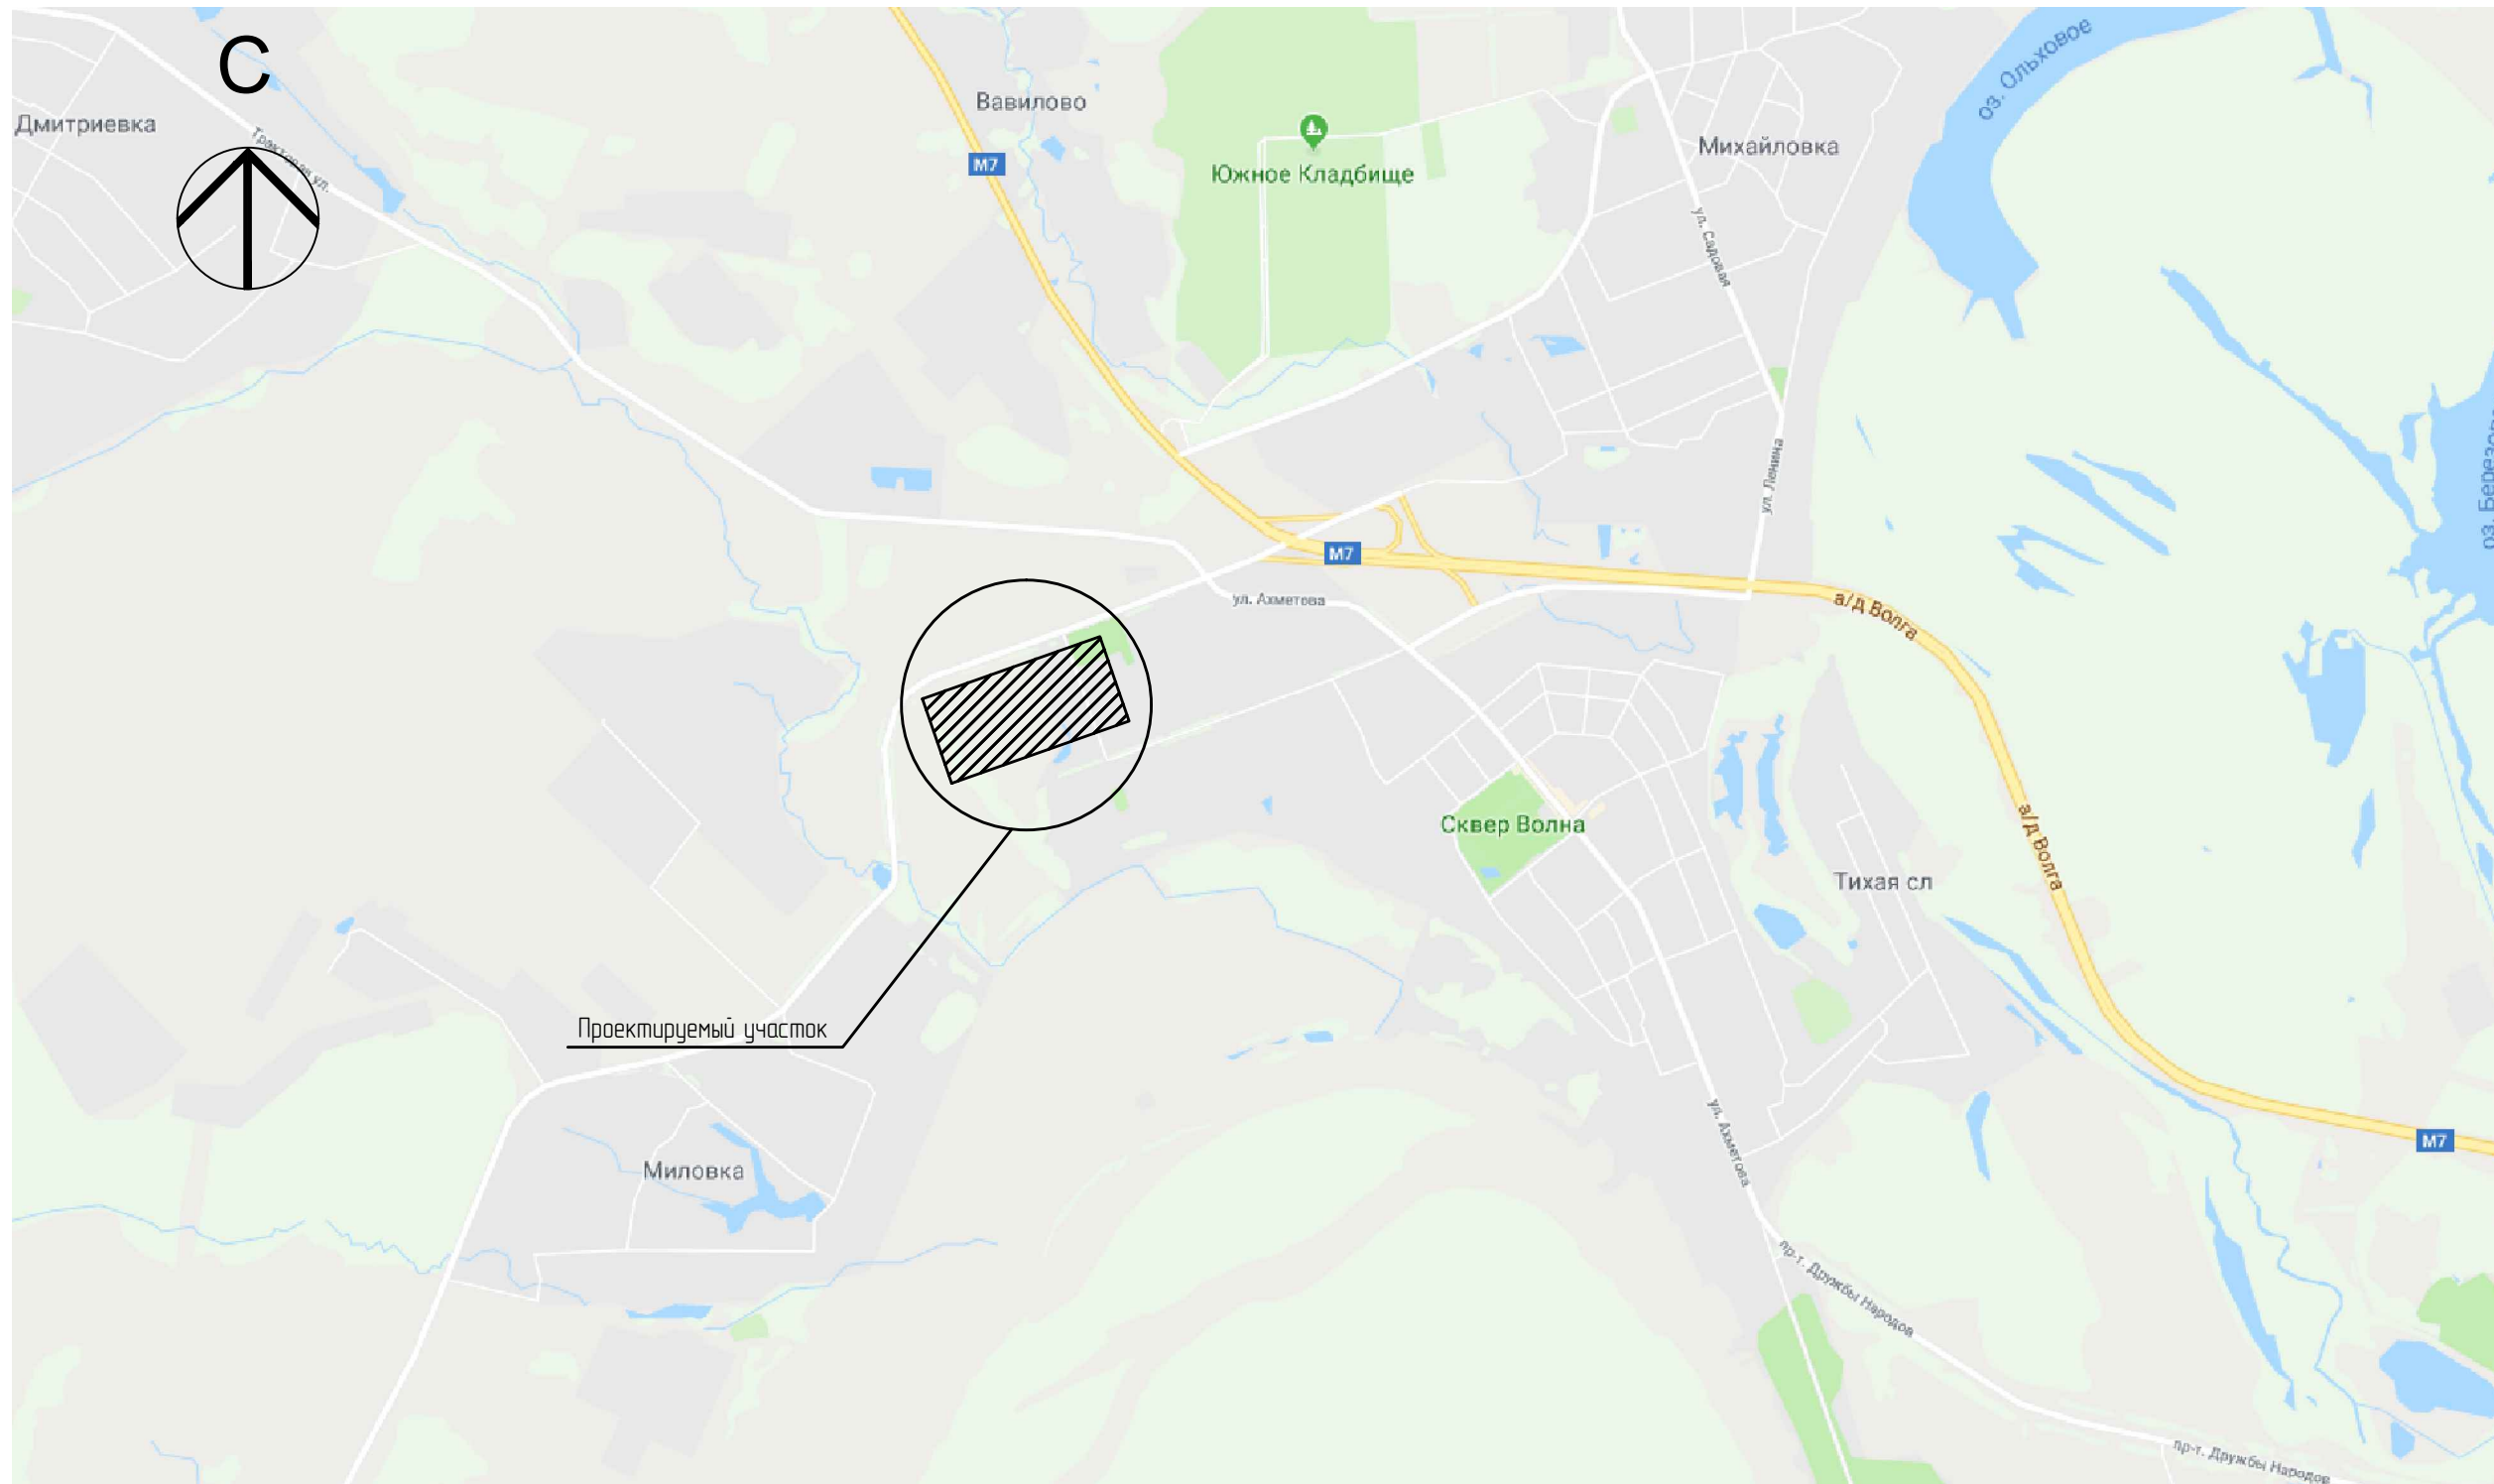 С
оз. Ольховое
Вавилово
Дмитриевка
Тракторая ул.
М7
Михайловка
Южное Кладбище
ул. Садовая
ул. Ленина
М7
ул. Ахметова
а/д Волга
Сквер Волна
а/д Волга
Тихая сл
Проектируемый участок
ул. Ахметова
М7
Миловка
пр-т. Дружбы Народов
пр-т. Дружбы Народов